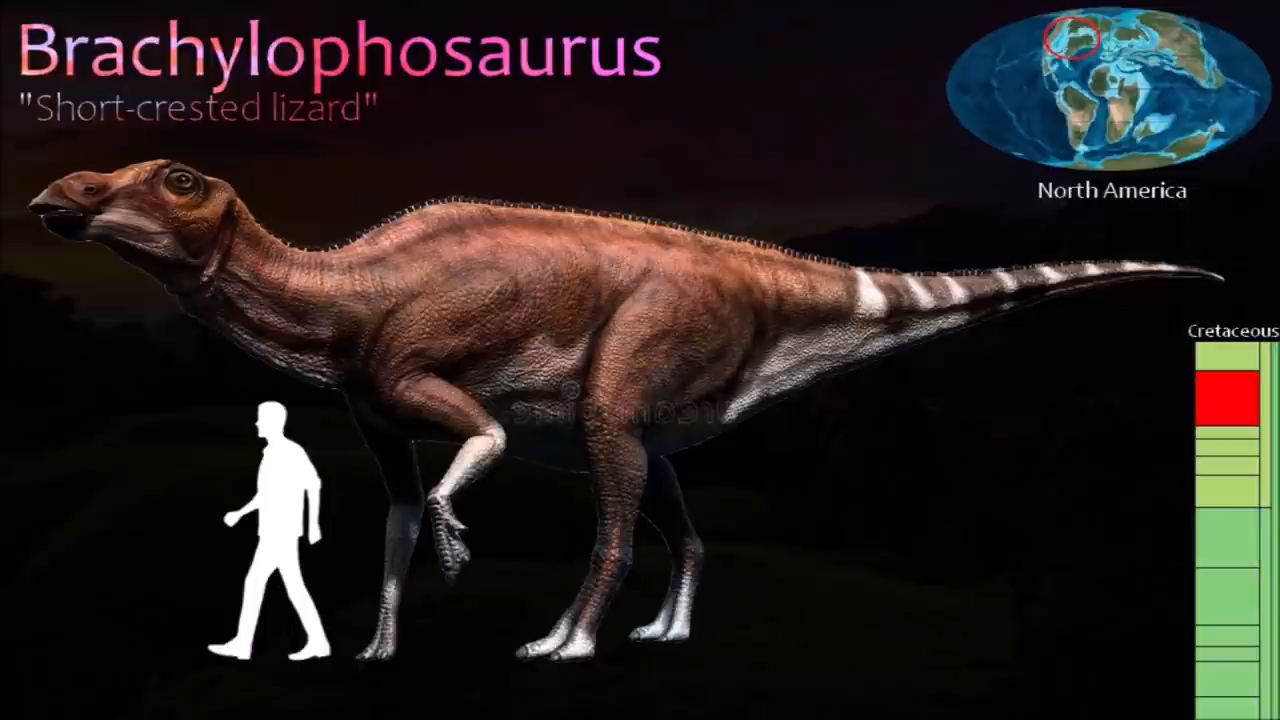 Brachylophosaurus
"Short-crested lizard"
North America
Cretaceous